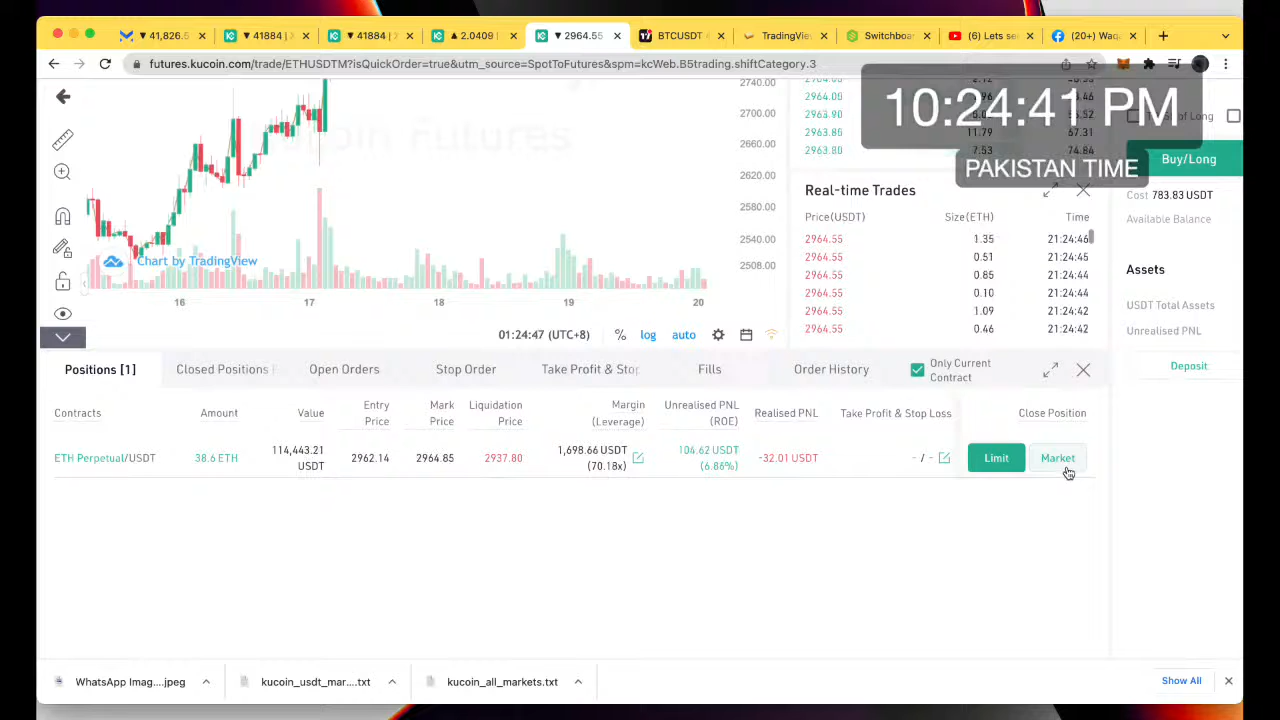 ▼ 41,826.5
▼ 41884 | X
▼ 41884 | X
▲ 2.0409 |
▼ 2964.55
BTCUSDT
TradingView
Switchboa
(6) Lets se
(20+) Waq
futures.kucoin.com/trade/ETHUSDTM?isQuickOrder=true&utm_source=SpotToFutures&spm=kcWeb.B5trading.shiftCategory.3
10:24:41 PM
PAKISTAN TIME
2740.00
2700.00
2660.00
2620.00
2580.00
2540.00
2508.00
Chart by TradingView
16 17 18 19 20
01:24:47 (UTC+8) % log auto
2964.00
2963.90
2963.80 11.79 67.31
2963.80 7.53 74.84
Real-time Trades
Price(USDT) Size(ETH) Time
2964.55 1.35 21:24:46
2964.55 0.51 21:24:45
2964.55 0.85 21:24:44
2964.55 0.10 21:24:44
2964.55 1.09 21:24:42
2964.55 0.46 21:24:42
of Long
Buy/Long
Cost 783.83 USDT
Available Balance
Assets
USDT Total Assets
Unrealised PNL
Deposit
Positions [1] Closed Positions Open Orders Stop Order Take Profit & Stop Fills Order History Only Current Contract
Contracts Amount Value Entry Price Mark Price Liquidation Price Margin (Leverage) Unrealised PNL (ROE) Realised PNL Take Profit & Stop Loss Close Position
ETH Perpetual/USDT 38.6 ETH 114,443.21 USDT 2962.14 2964.85 2937.80 1,698.66 USDT (70.18x) 104.62 USDT (6.86%) -32.01 USDT - / - Limit Market
WhatsApp Imag....jpeg
kucoin_usdt_mar....txt
kucoin_all_markets.txt
Show All